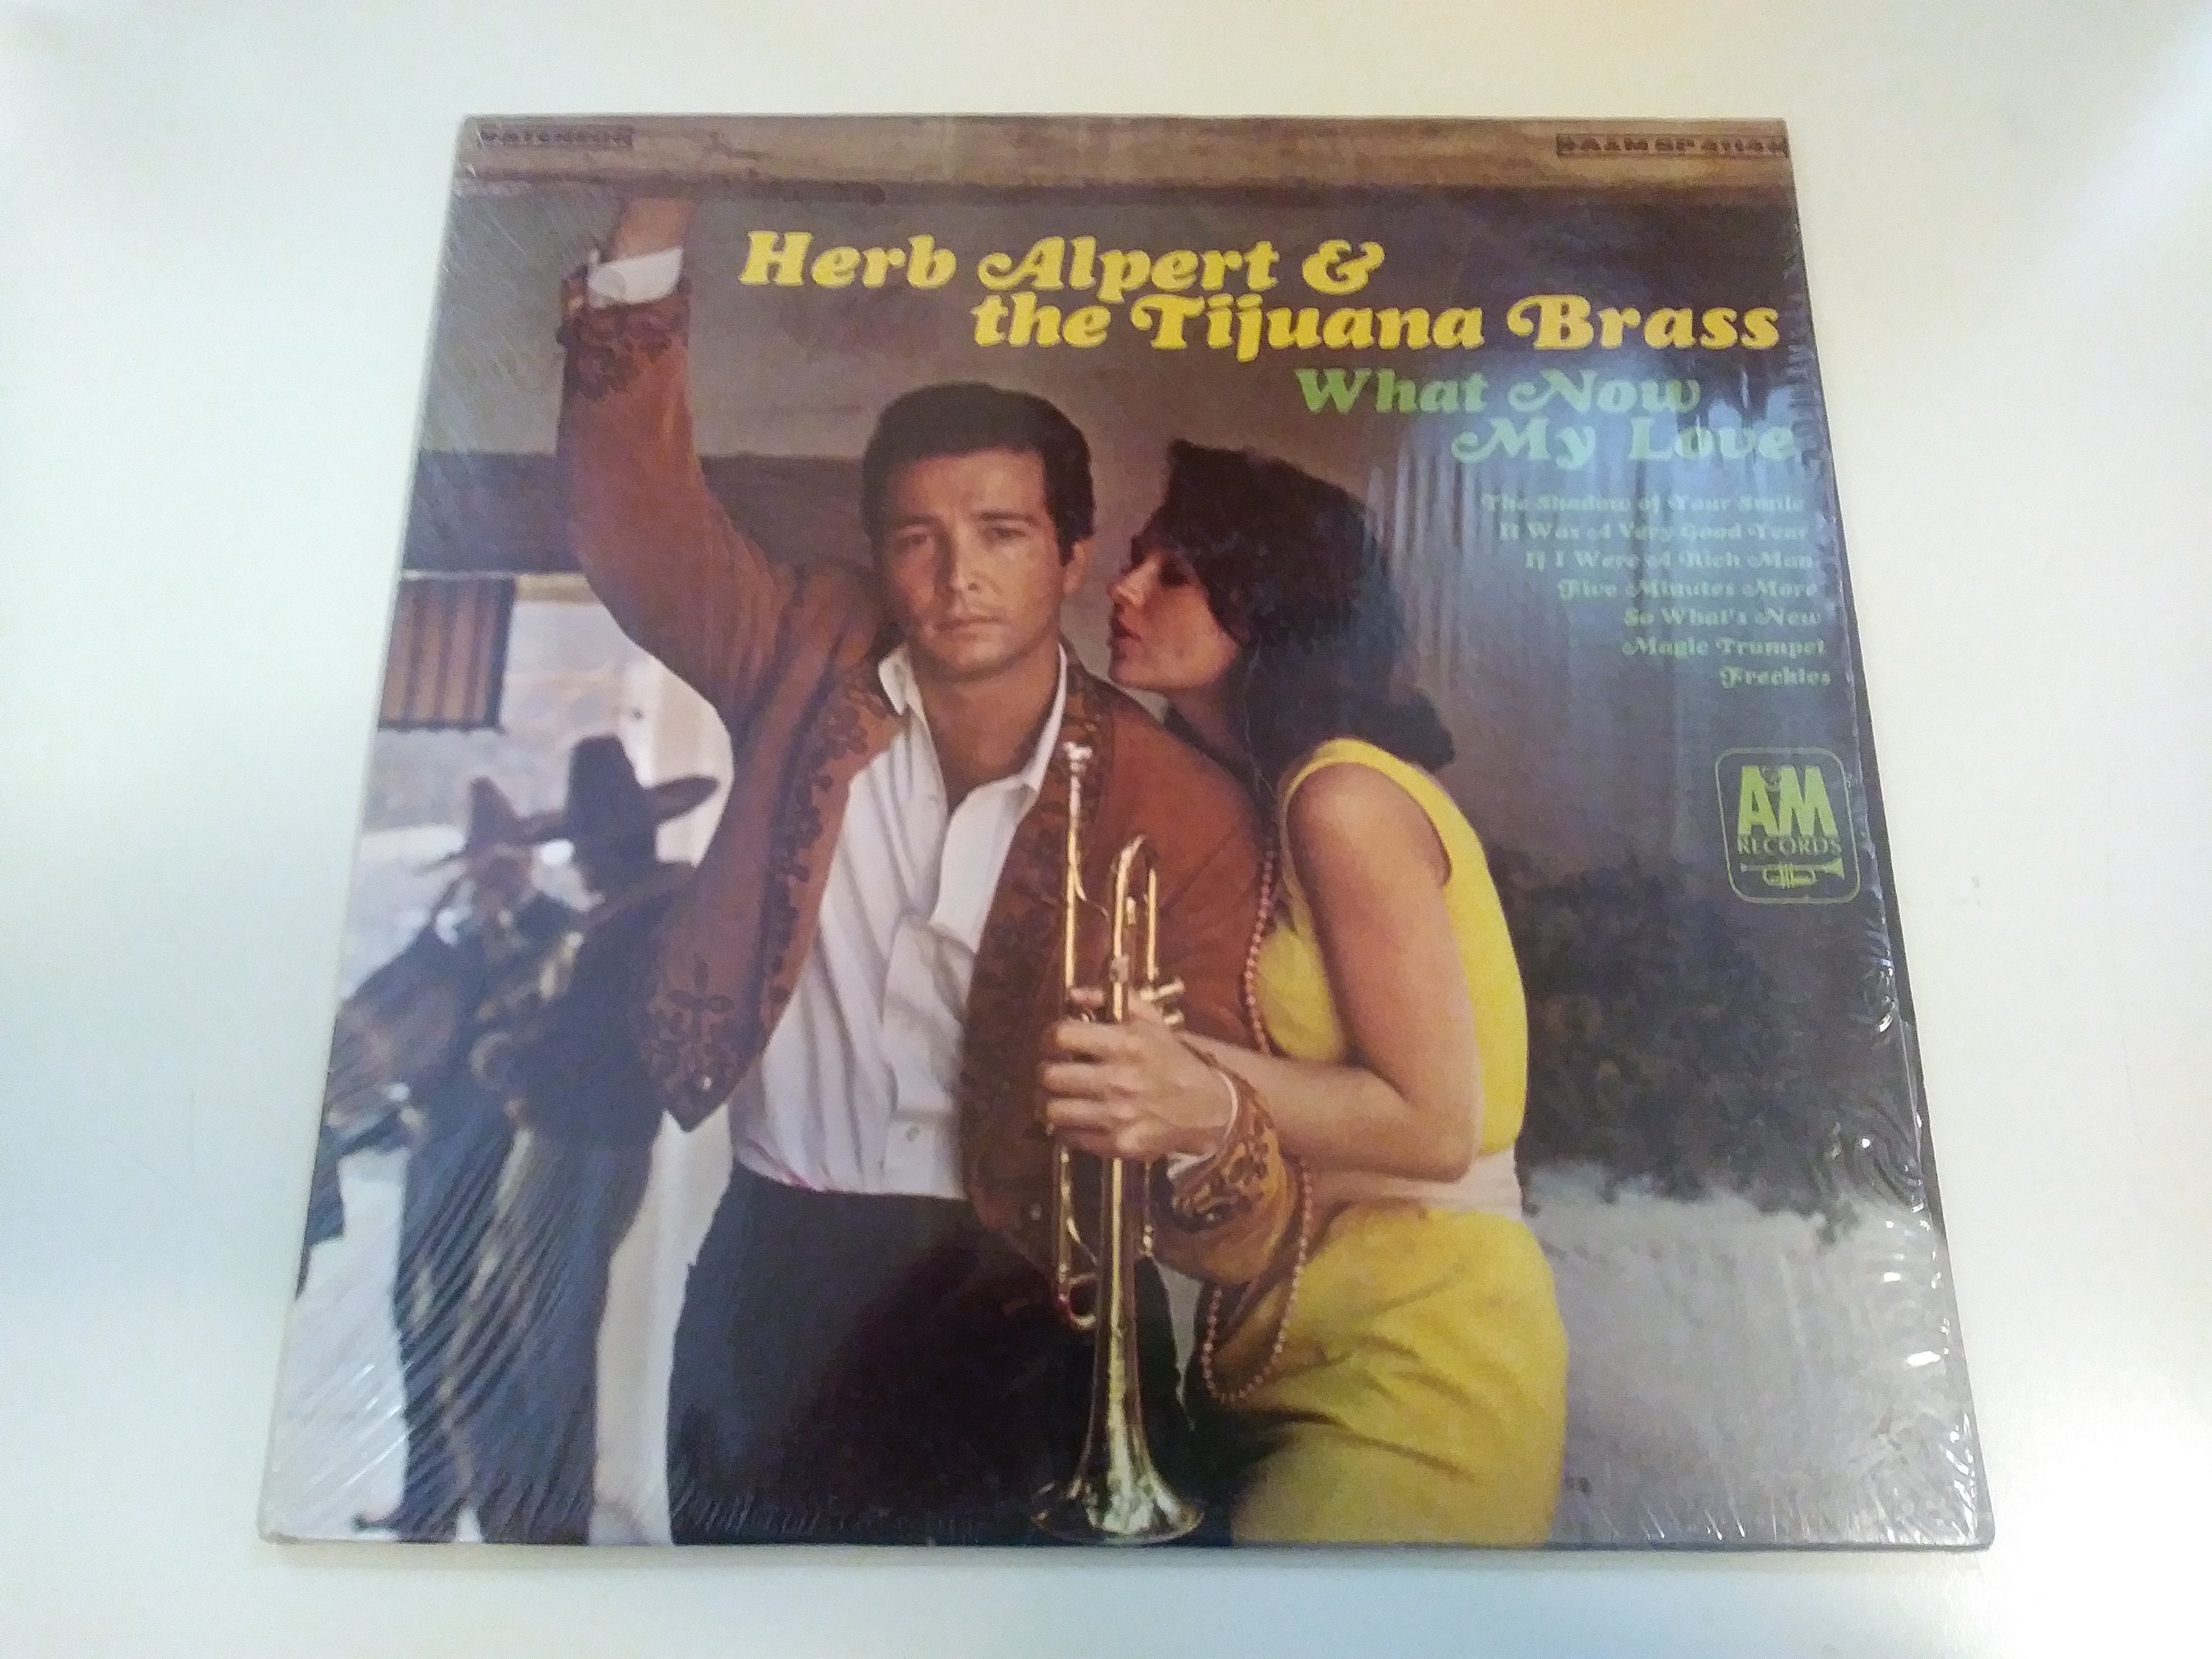 Herb Alpert &
the Tijuana Brass
What Now
My Love
The Shadow of Your Smile
It Was A Very Good Year
If I Were A Rich Man
Five Minutes More
So What's New
Magic Trumpet
Freckles
A&M
RECORDS